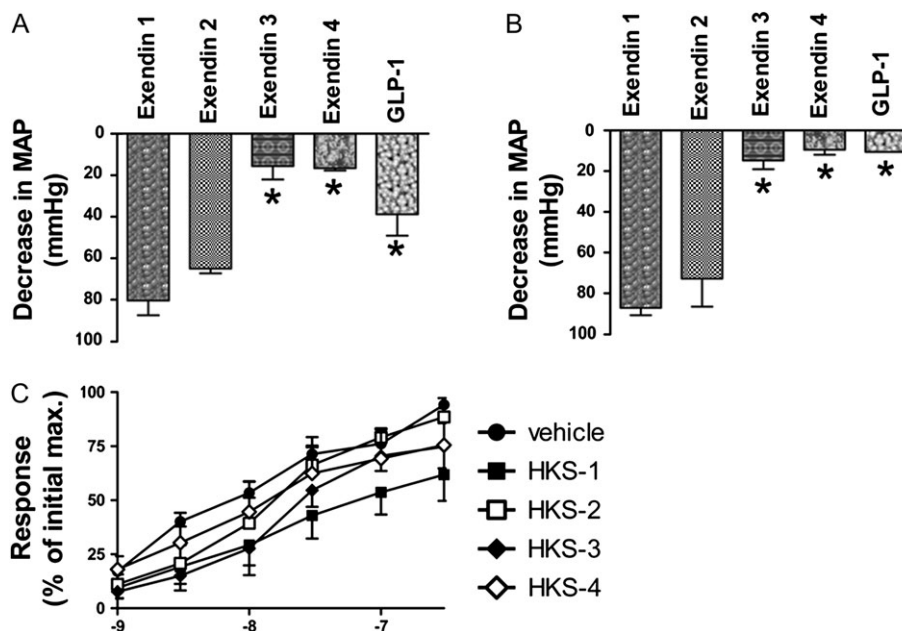 A
Exendin 1
Exendin 2
Exendin 3
Exendin 4
GLP-1
Decrease in MAP
(mmHg)
0
20
40
60
80
100
*
*
*
B
Exendin 1
Exendin 2
Exendin 3
Exendin 4
GLP-1
Decrease in MAP
(mmHg)
0
20
40
60
80
100
*
*
*
C
Response
(% of initial max.)
100
75
50
25
0
-9
-8
-7
vehicle
HKS-1
HKS-2
HKS-3
HKS-4